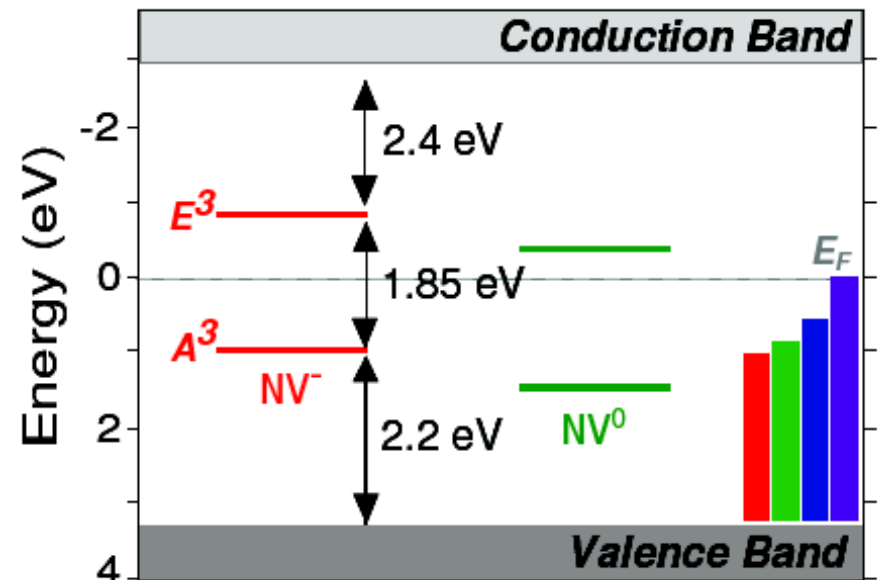 Conduction Band
-2
2.4 eV
E³
E_F
0
1.85 eV
A³
NV⁻
2
2.2 eV
NV⁰
Valence Band
4
Energy (eV)